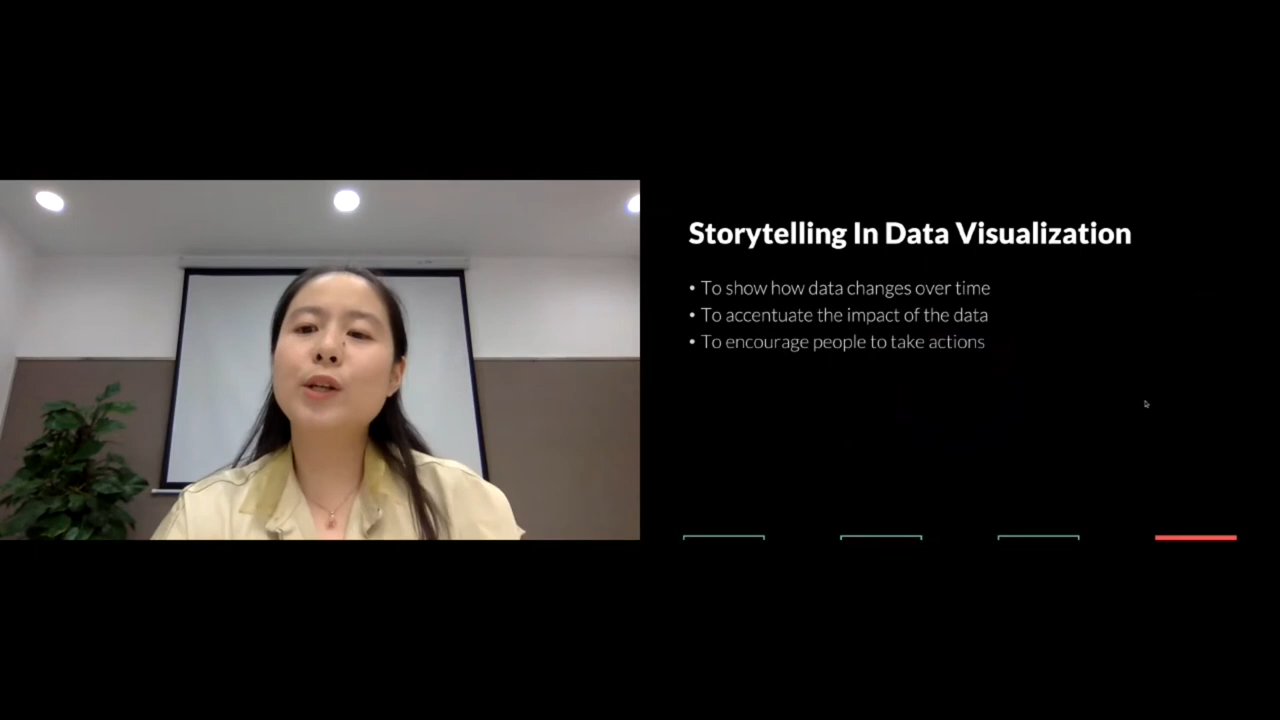 Storytelling In Data Visualization
• To show how data changes over time
• To accentuate the impact of the data
• To encourage people to take actions